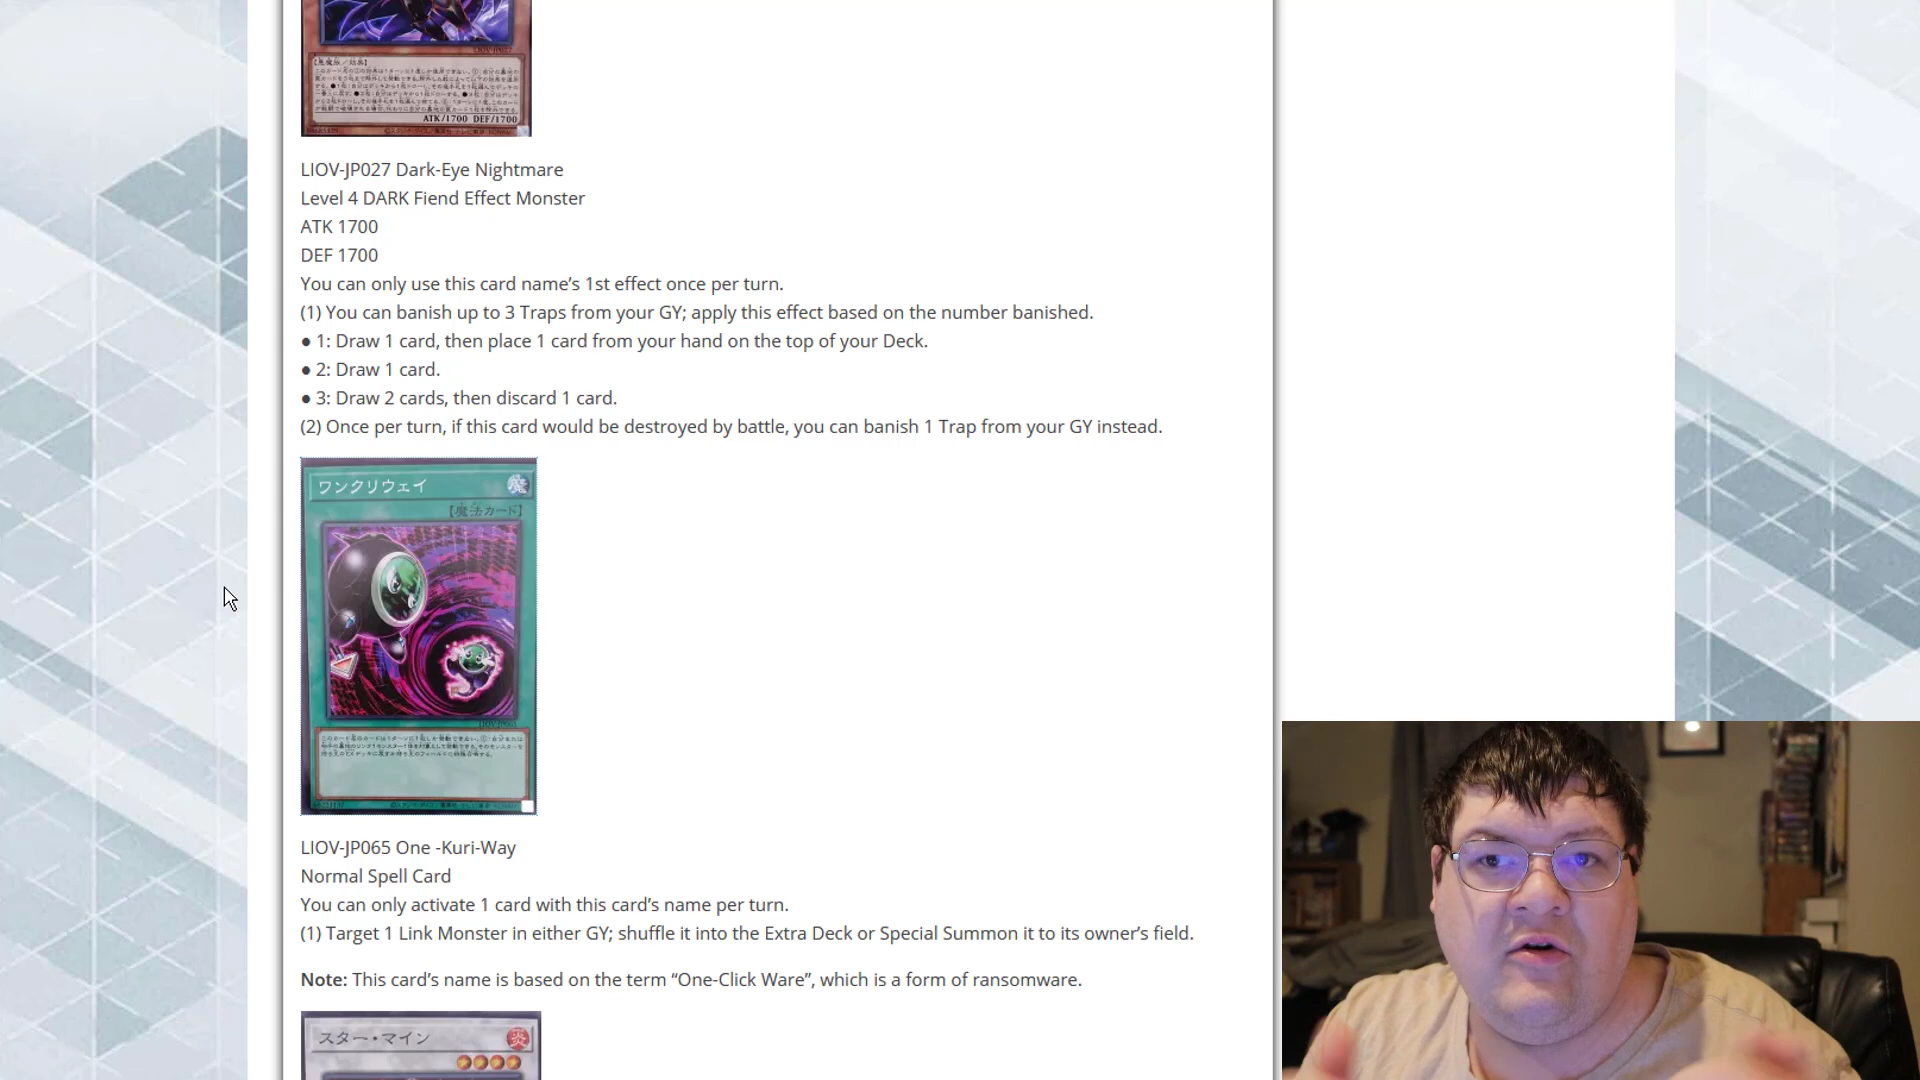 【悪魔族／効果】
ATK/1700 DEF/1700
LIOV-JP027 Dark-Eye Nightmare
Level 4 DARK Fiend Effect Monster
ATK 1700
DEF 1700
You can only use this card name’s 1st effect once per turn.
(1) You can banish up to 3 Traps from your GY; apply this effect based on the number banished.
● 1: Draw 1 card, then place 1 card from your hand on the top of your Deck.
● 2: Draw 1 card.
● 3: Draw 2 cards, then discard 1 card.
(2) Once per turn, if this card would be destroyed by battle, you can banish 1 Trap from your GY instead.
ワンクリウェイ
魔
【魔法カード】
LIOV-JP065
LIOV-JP065 One -Kuri-Way
Normal Spell Card
You can only activate 1 card with this card’s name per turn.
(1) Target 1 Link Monster in either GY; shuffle it into the Extra Deck or Special Summon it to its owner’s field.
Note: This card’s name is based on the term “One-Click Ware”, which is a form of ransomware.
スター・マイン
炎